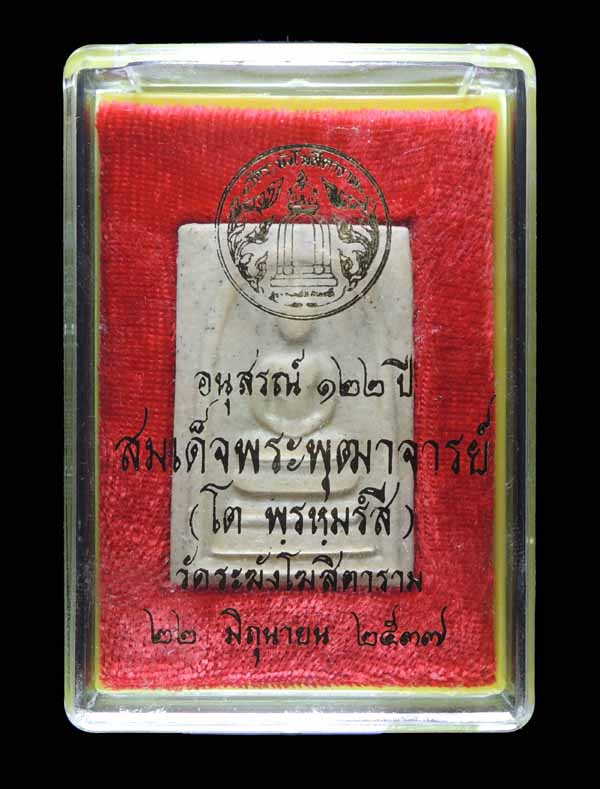 อนุสรณ์ ๑๒๒ ปี
สมเด็จพระพุฒาจารย์
(โต พฺรหฺมรํสี)
วัดระฆังโฆสิตาราม
๒๒ มิถุนายน ๒๕๓๗